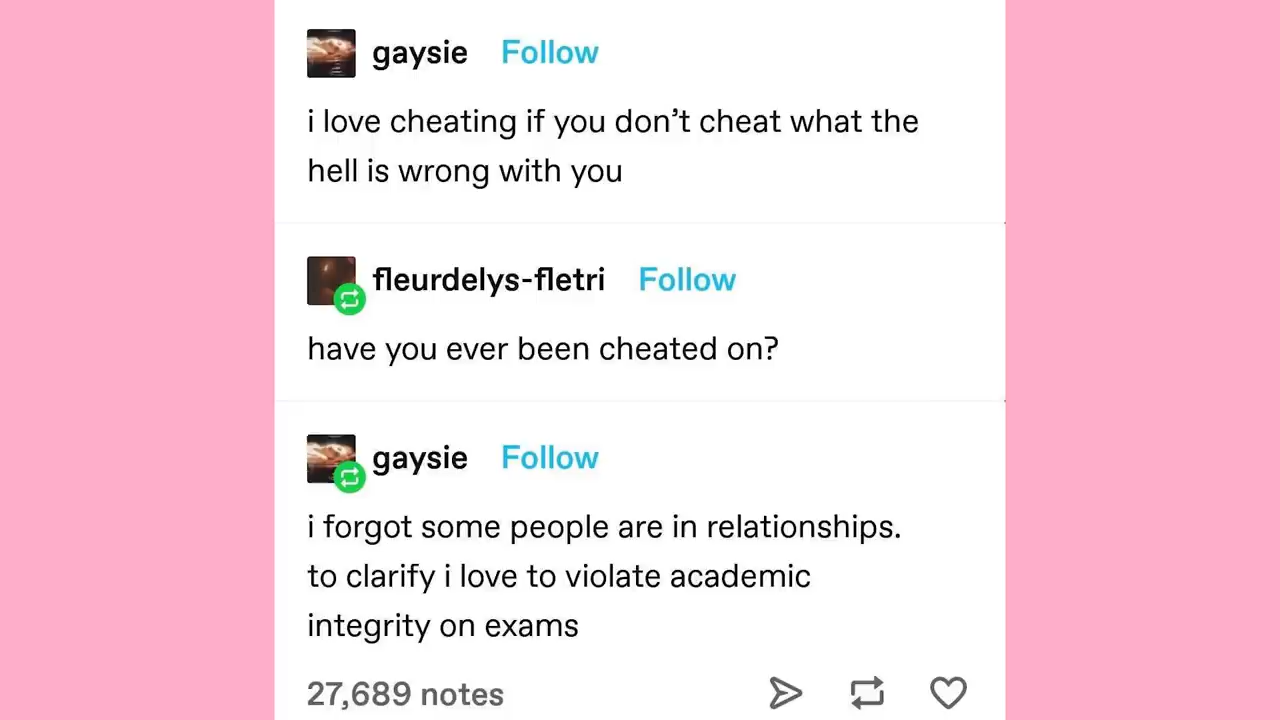 gaysie Follow
i love cheating if you don’t cheat what the
hell is wrong with you
fleurdelys-fletri Follow
have you ever been cheated on?
gaysie Follow
i forgot some people are in relationships.
to clarify i love to violate academic
integrity on exams
27,689 notes